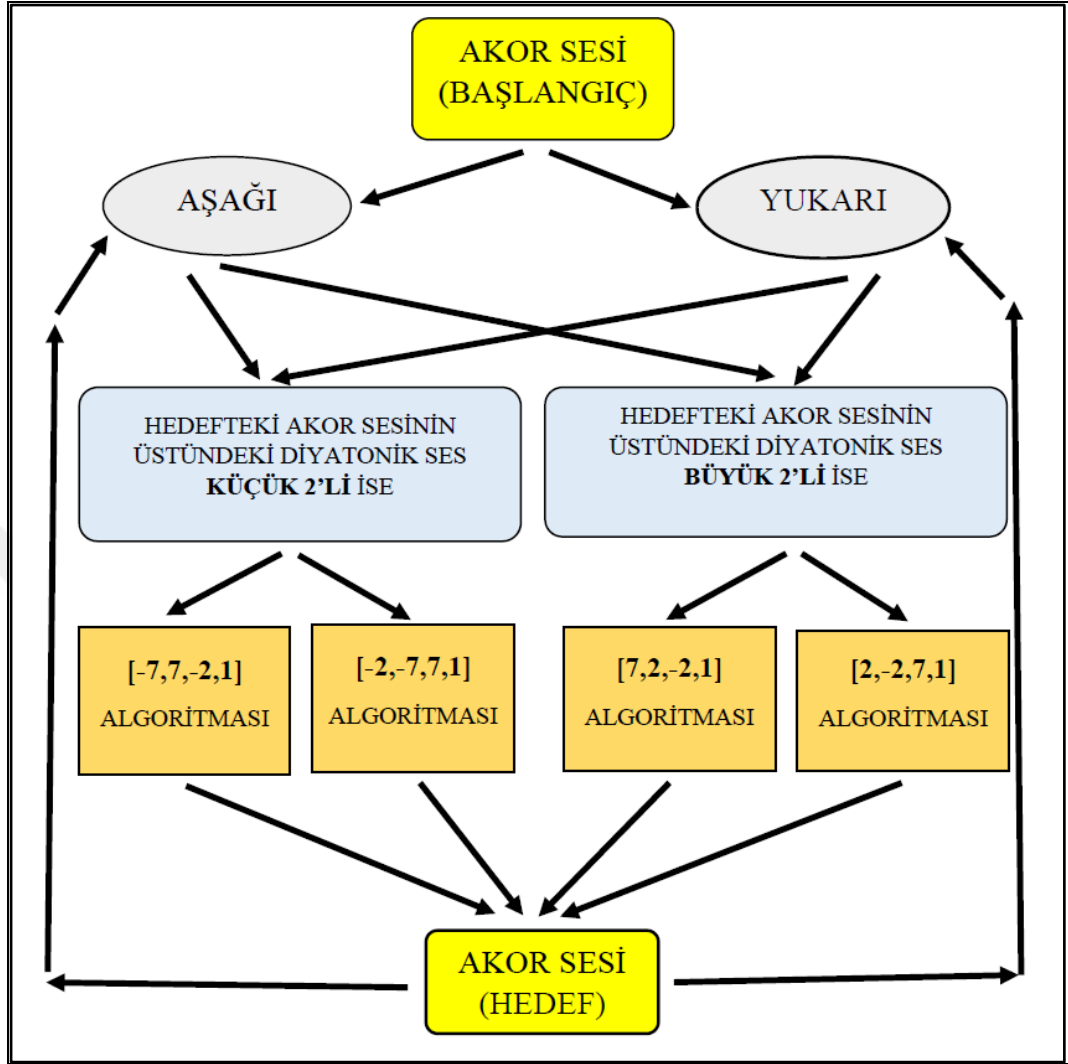 AKOR SESİ
(BAŞLANGIÇ)
AŞAĞI
YUKARI
HEDEFTEKİ AKOR SESİNİN
ÜSTÜNDEKİ DİYATONİK SES
KÜÇÜK 2’Lİ İSE
HEDEFTEKİ AKOR SESİNİN
ÜSTÜNDEKİ DİYATONİK SES
BÜYÜK 2’Lİ İSE
[-7,7,-2,1]
ALGORİTMASI
[-2,-7,7,1]
ALGORİTMASI
[7,2,-2,1]
ALGORİTMASI
[2,-2,7,1]
ALGORİTMASI
AKOR SESİ
(HEDEF)